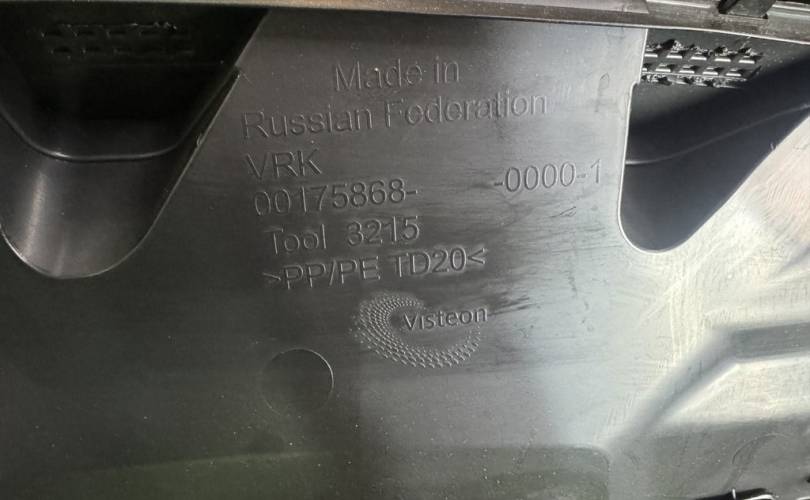 Made in
Russian Federation
VRK
00175868- -0000-1
Tool 3215
>PP/PE TD20<
Visteon